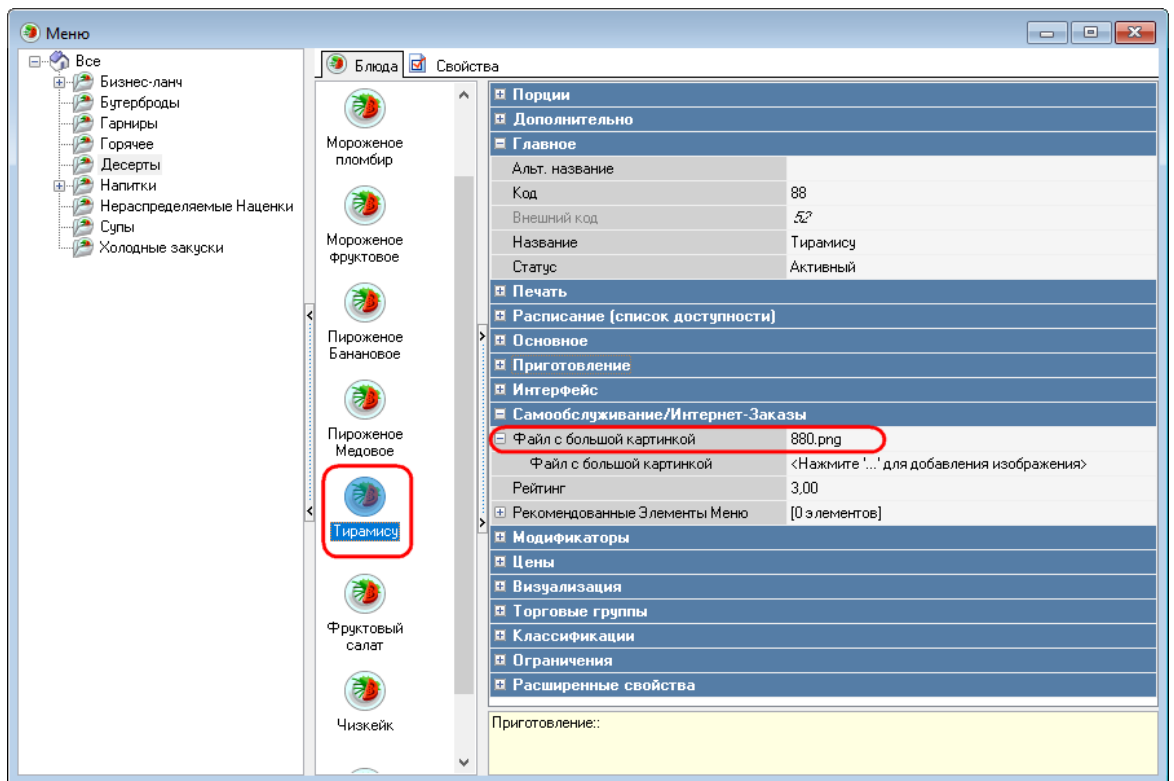 Меню
Все
Бизнес-ланч
Бутерброды
Гарниры
Горячее
Десерты
Напитки
Нераспределяемые Наценки
Супы
Холодные закуски
Блюда
Свойства
Мороженое
пломбир
Мороженое
фруктовое
Пироженое
Банановое
Пироженое
Медовое
Тирамису
Фруктовый
салат
Чизкейк
Порции
Дополнительно
Главное
Альт. название
Код 88
Внешний код 52
Название Тирамису
Статус Активный
Печать
Расписание (список доступности)
Основное
Приготовление
Интерфейс
Самообслуживание/Интернет-Заказы
Файл с большой картинкой 880.png
Файл с большой картинкой <Нажмите '...' для добавления изображения>
Рейтинг 3,00
Рекомендованные Элементы Меню [0 элементов]
Модификаторы
Цены
Визуализация
Торговые группы
Классификации
Ограничения
Расширенные свойства
Приготовление::